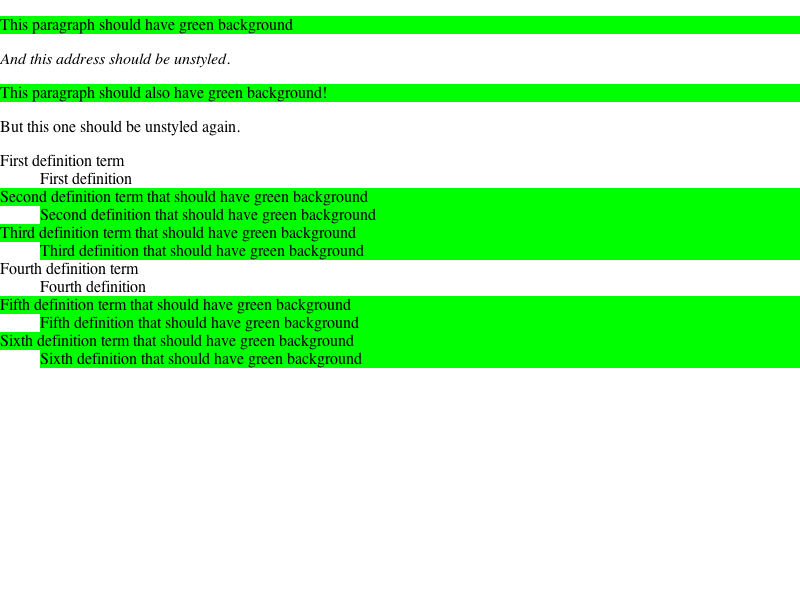 This paragraph should have green background
And this address should be unstyled.
This paragraph should also have green background!
But this one should be unstyled again.
First definition term
First definition
Second definition term that should have green background
Second definition that should have green background
Third definition term that should have green background
Third definition that should have green background
Fourth definition term
Fourth definition
Fifth definition term that should have green background
Fifth definition that should have green background
Sixth definition term that should have green background
Sixth definition that should have green background